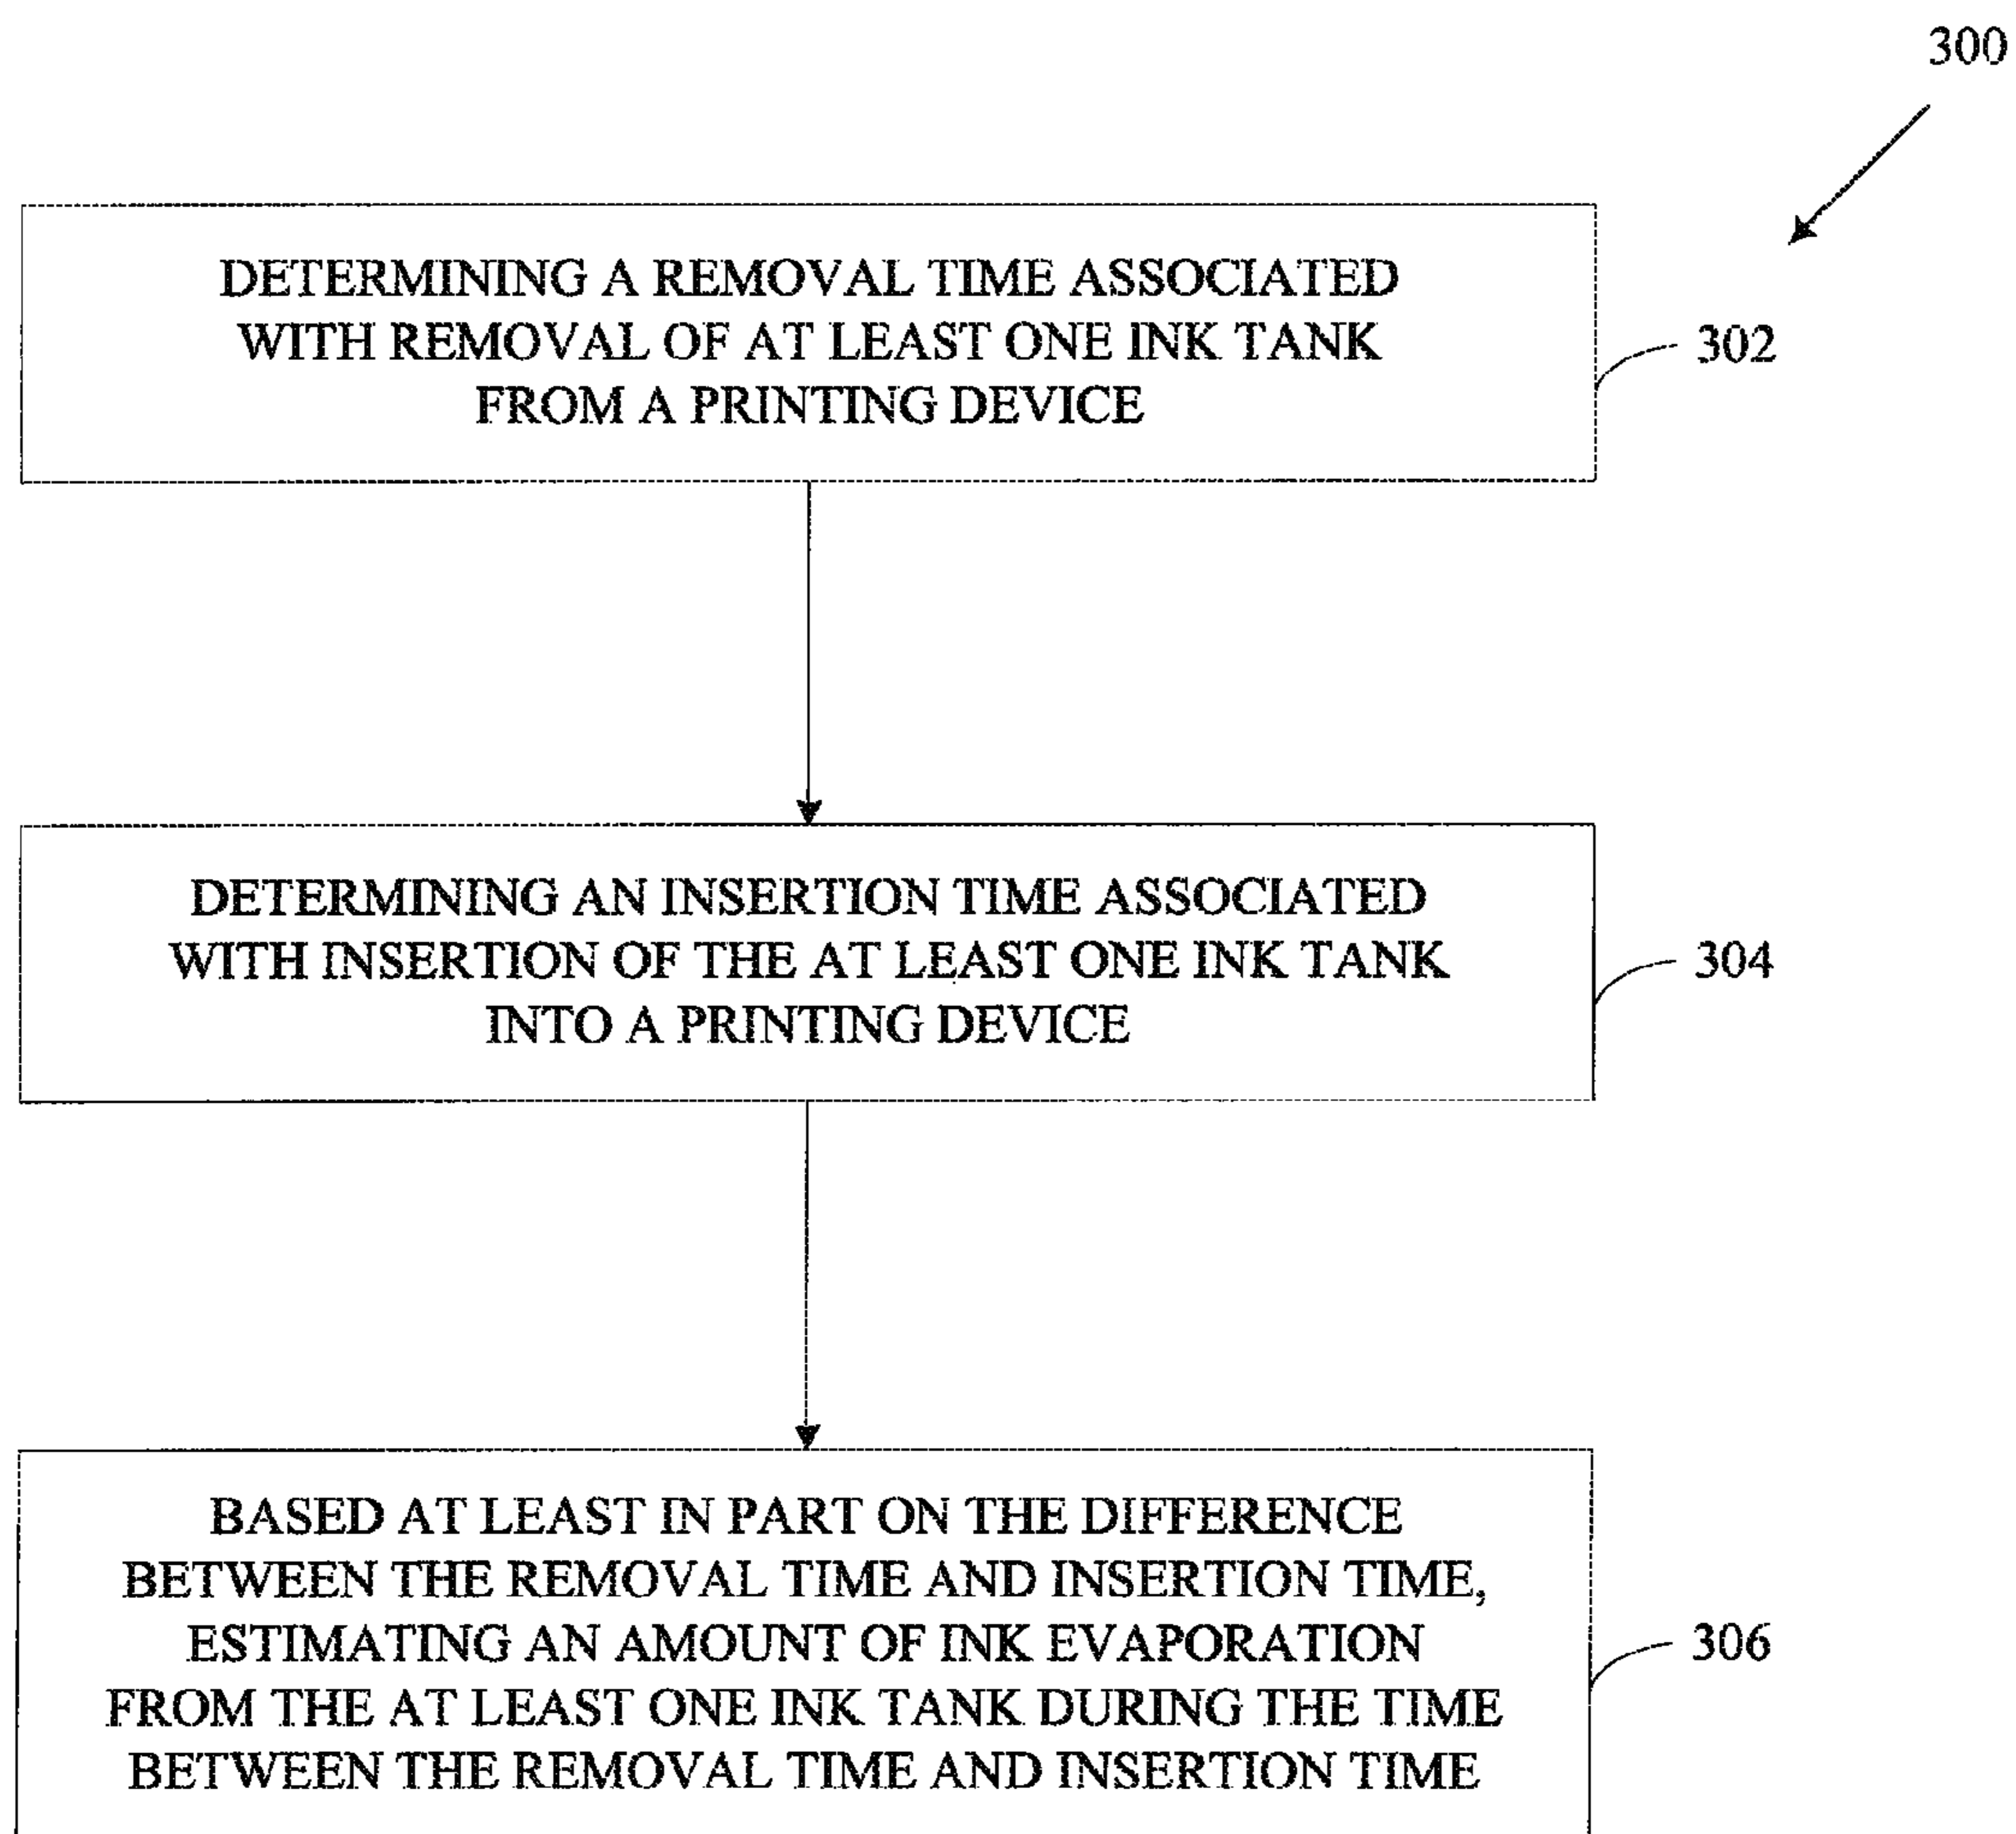 300
DETERMINING A REMOVAL TIME ASSOCIATED
WITH REMOVAL OF AT LEAST ONE INK TANK
FROM A PRINTING DEVICE
302
DETERMINING AN INSERTION TIME ASSOCIATED
WITH INSERTION OF THE AT LEAST ONE INK TANK
INTO A PRINTING DEVICE
304
BASED AT LEAST IN PART ON THE DIFFERENCE
BETWEEN THE REMOVAL TIME AND INSERTION TIME,
ESTIMATING AN AMOUNT OF INK EVAPORATION
FROM THE AT LEAST ONE INK TANK DURING THE TIME
BETWEEN THE REMOVAL TIME AND INSERTION TIME
306